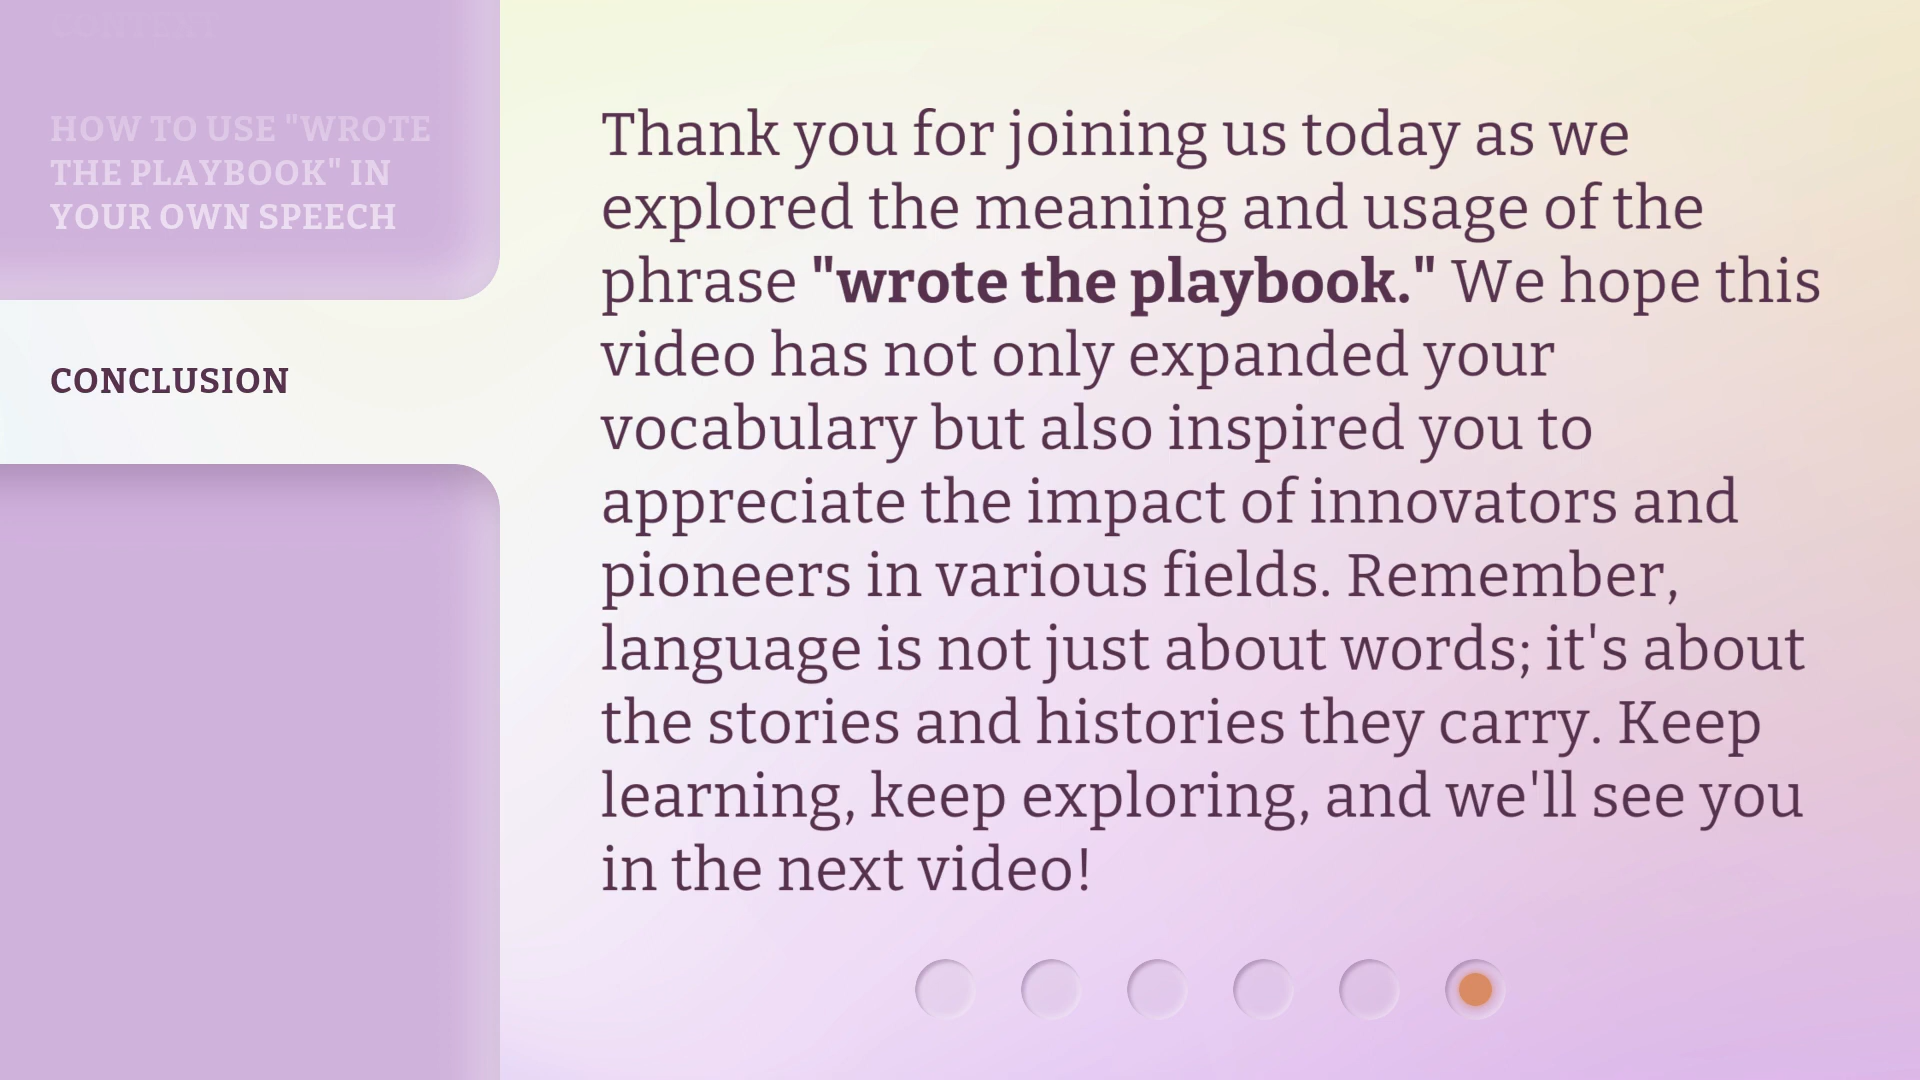 CONTEXT
HOW TO USE "WROTE
THE PLAYBOOK" IN
YOUR OWN SPEECH
CONCLUSION
Thank you for joining us today as we
explored the meaning and usage of the
phrase "wrote the playbook." We hope this
video has not only expanded your
vocabulary but also inspired you to
appreciate the impact of innovators and
pioneers in various fields. Remember,
language is not just about words; it's about
the stories and histories they carry. Keep
learning, keep exploring, and we'll see you
in the next video!